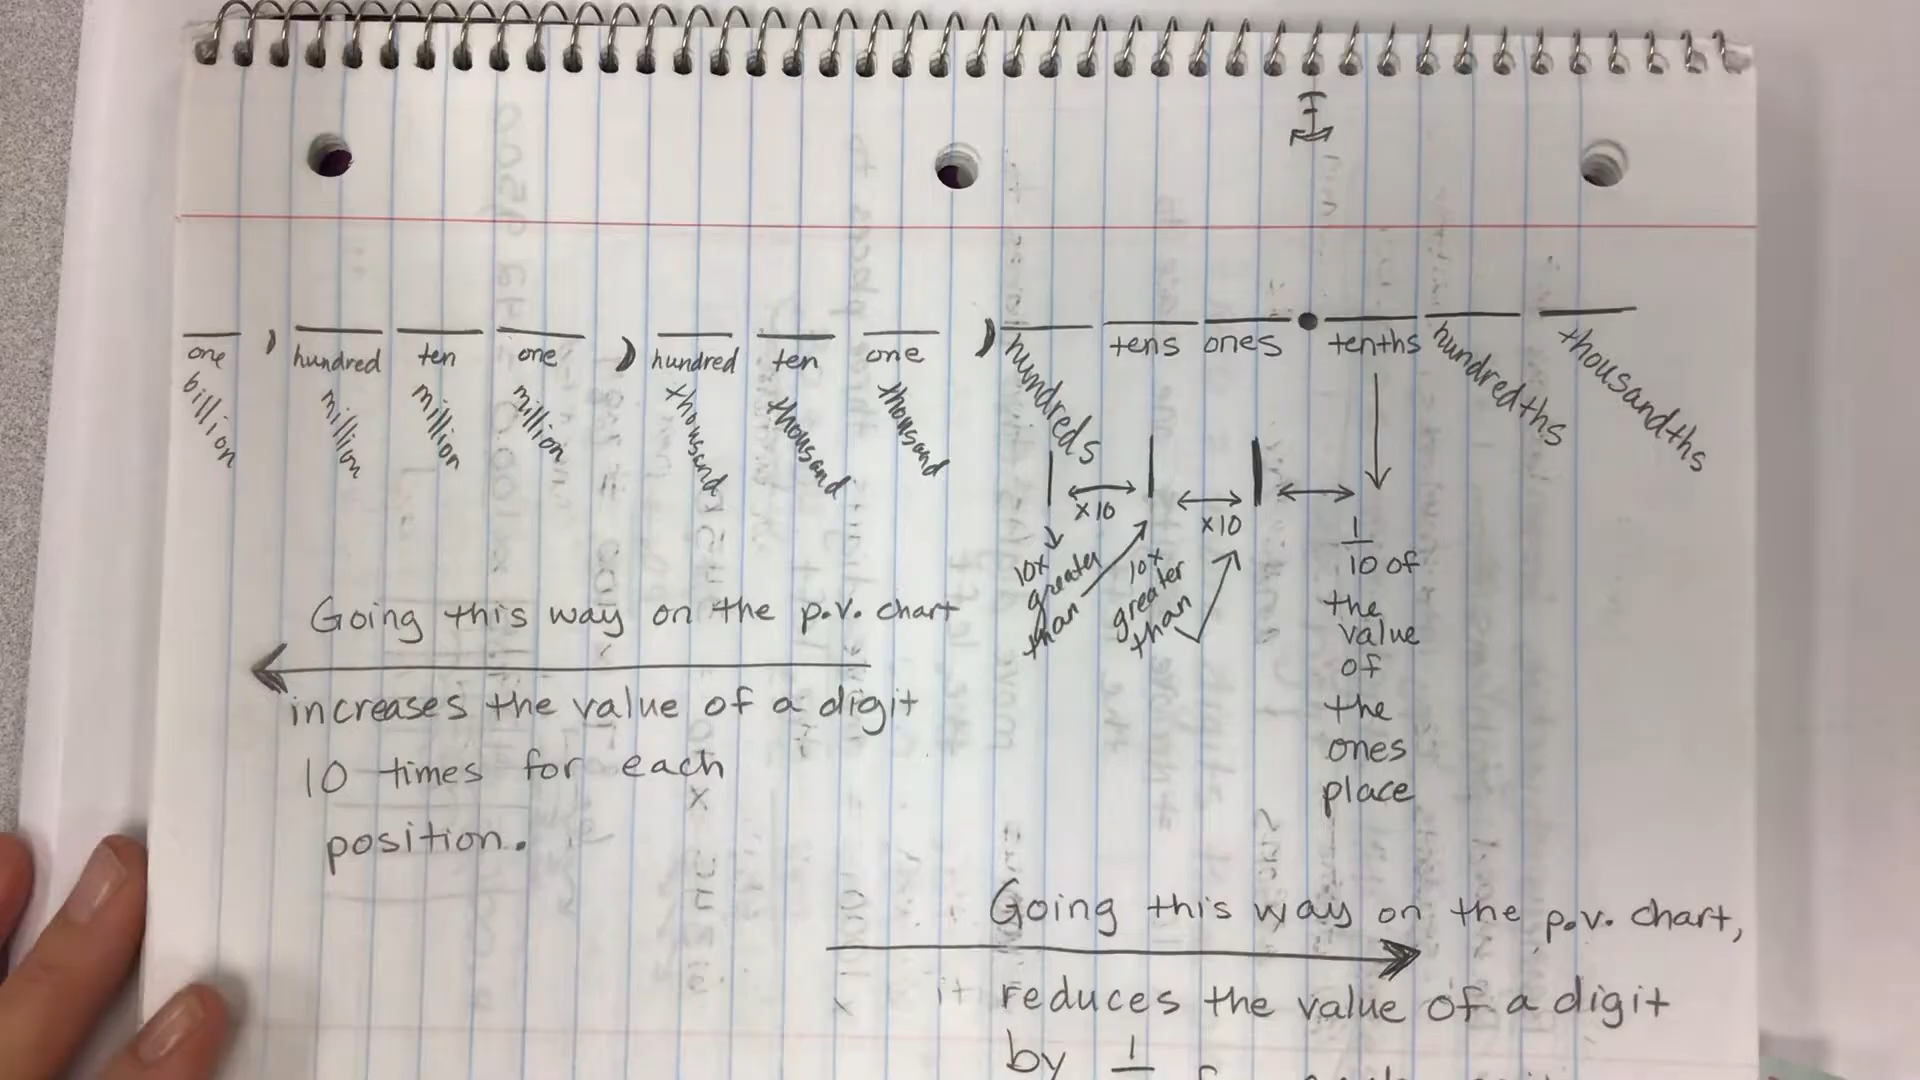 one , hundred ten one , hundred ten one , hundreds tens ones . tenths hundredths thousandths
billion million million million thousand thousand thousand
x10 x10
10x greater than
10x greater than
1
10 of
the
value
of
the
ones
place
Going this way on the p.v. chart
increases the value of a digit
10 times for each
position.
Going this way on the p.v. chart,
it reduces the value of a digit
by 1